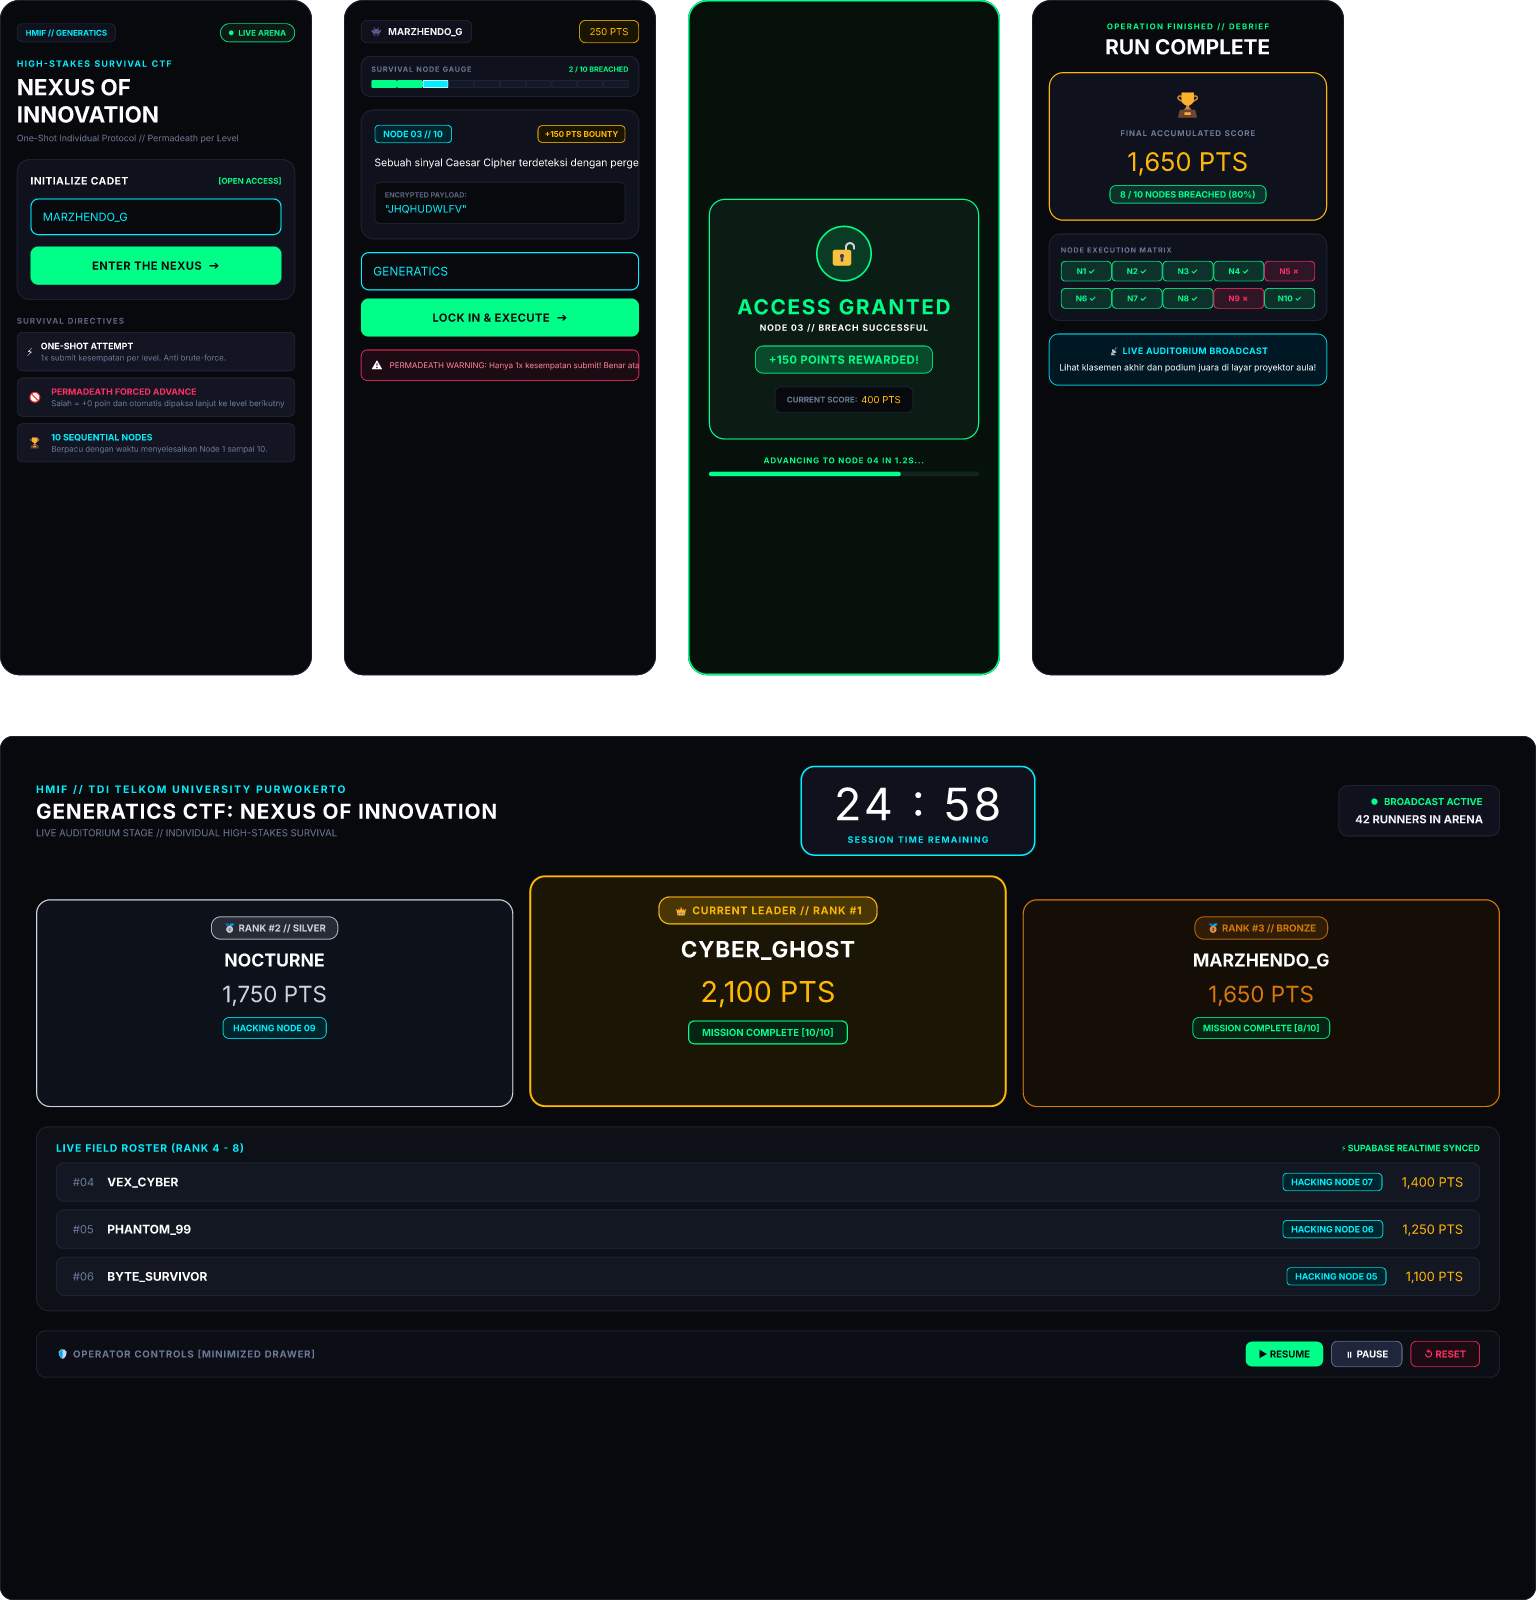 HMIF // GENERATICS
LIVE ARENA
HIGH-STAKES SURVIVAL CTF
NEXUS OF
INNOVATION
One-Shot Individual Protocol // Permadeath per Level
INITIALIZE CADET
[OPEN ACCESS]
MARZHENDO_G
ENTER THE NEXUS →
SURVIVAL DIRECTIVES
ONE-SHOT ATTEMPT
1x submit kesempatan per level. Anti brute-force.
PERMADEATH FORCED ADVANCE
Salah = +0 poin dan otomatis dipaksa lanjut ke level berikutny
10 SEQUENTIAL NODES
Berpacu dengan waktu menyelesaikan Node 1 sampai 10.
MARZHENDO_G
250 PTS
SURVIVAL NODE GAUGE
2 / 10 BREACHED
NODE 03 // 10
+150 PTS BOUNTY
Sebuah sinyal Caesar Cipher terdeteksi dengan perge
ENCRYPTED PAYLOAD:
"JHQHUDWLFV"
GENERATICS
LOCK IN & EXECUTE →
PERMADEATH WARNING: Hanya 1x kesempatan submit! Benar ata
ACCESS GRANTED
NODE 03 // BREACH SUCCESSFUL
+150 POINTS REWARDED!
CURRENT SCORE: 400 PTS
ADVANCING TO NODE 04 IN 1.2S...
OPERATION FINISHED // DEBRIEF
RUN COMPLETE
FINAL ACCUMULATED SCORE
1,650 PTS
8 / 10 NODES BREACHED (80%)
NODE EXECUTION MATRIX
N1 ✓ N2 ✓ N3 ✓ N4 ✓ N5 ×
N6 ✓ N7 ✓ N8 ✓ N9 × N10 ✓
LIVE AUDITORIUM BROADCAST
Lihat klasemen akhir dan podium juara di layar proyektor aula!
HMIF // TDI TELKOM UNIVERSITY PURWOKERTO
GENERATICS CTF: NEXUS OF INNOVATION
LIVE AUDITORIUM STAGE // INDIVIDUAL HIGH-STAKES SURVIVAL
24 : 58
SESSION TIME REMAINING
BROADCAST ACTIVE
42 RUNNERS IN ARENA
RANK #2 // SILVER
NOCTURNE
1,750 PTS
HACKING NODE 09
CURRENT LEADER // RANK #1
CYBER_GHOST
2,100 PTS
MISSION COMPLETE [10/10]
RANK #3 // BRONZE
MARZHENDO_G
1,650 PTS
MISSION COMPLETE [8/10]
LIVE FIELD ROSTER (RANK 4 - 8)
SUPABASE REALTIME SYNCED
#04 VEX_CYBER HACKING NODE 07 1,400 PTS
#05 PHANTOM_99 HACKING NODE 06 1,250 PTS
#06 BYTE_SURVIVOR HACKING NODE 05 1,100 PTS
OPERATOR CONTROLS [MINIMIZED DRAWER]
RESUME
PAUSE
RESET